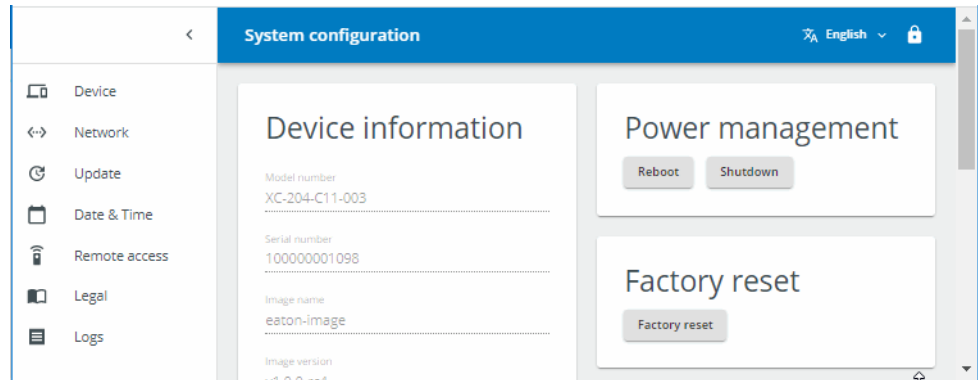 System configuration
English
Device
Network
Update
Date & Time
Remote access
Legal
Logs
Device information
Model number
XC-204-C11-003
Serial number
100000001098
Image name
eaton-image
Image version
Power management
Reboot Shutdown
Factory reset
Factory reset